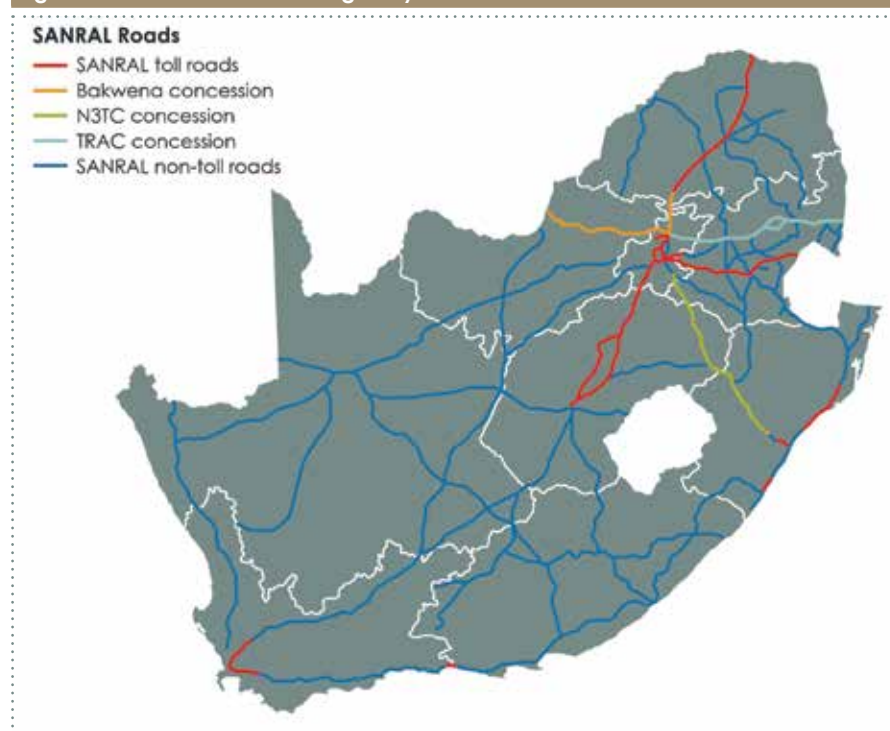 SANRAL Roads
SANRAL toll roads
Bakwena concession
N3TC concession
TRAC concession
SANRAL non-toll roads